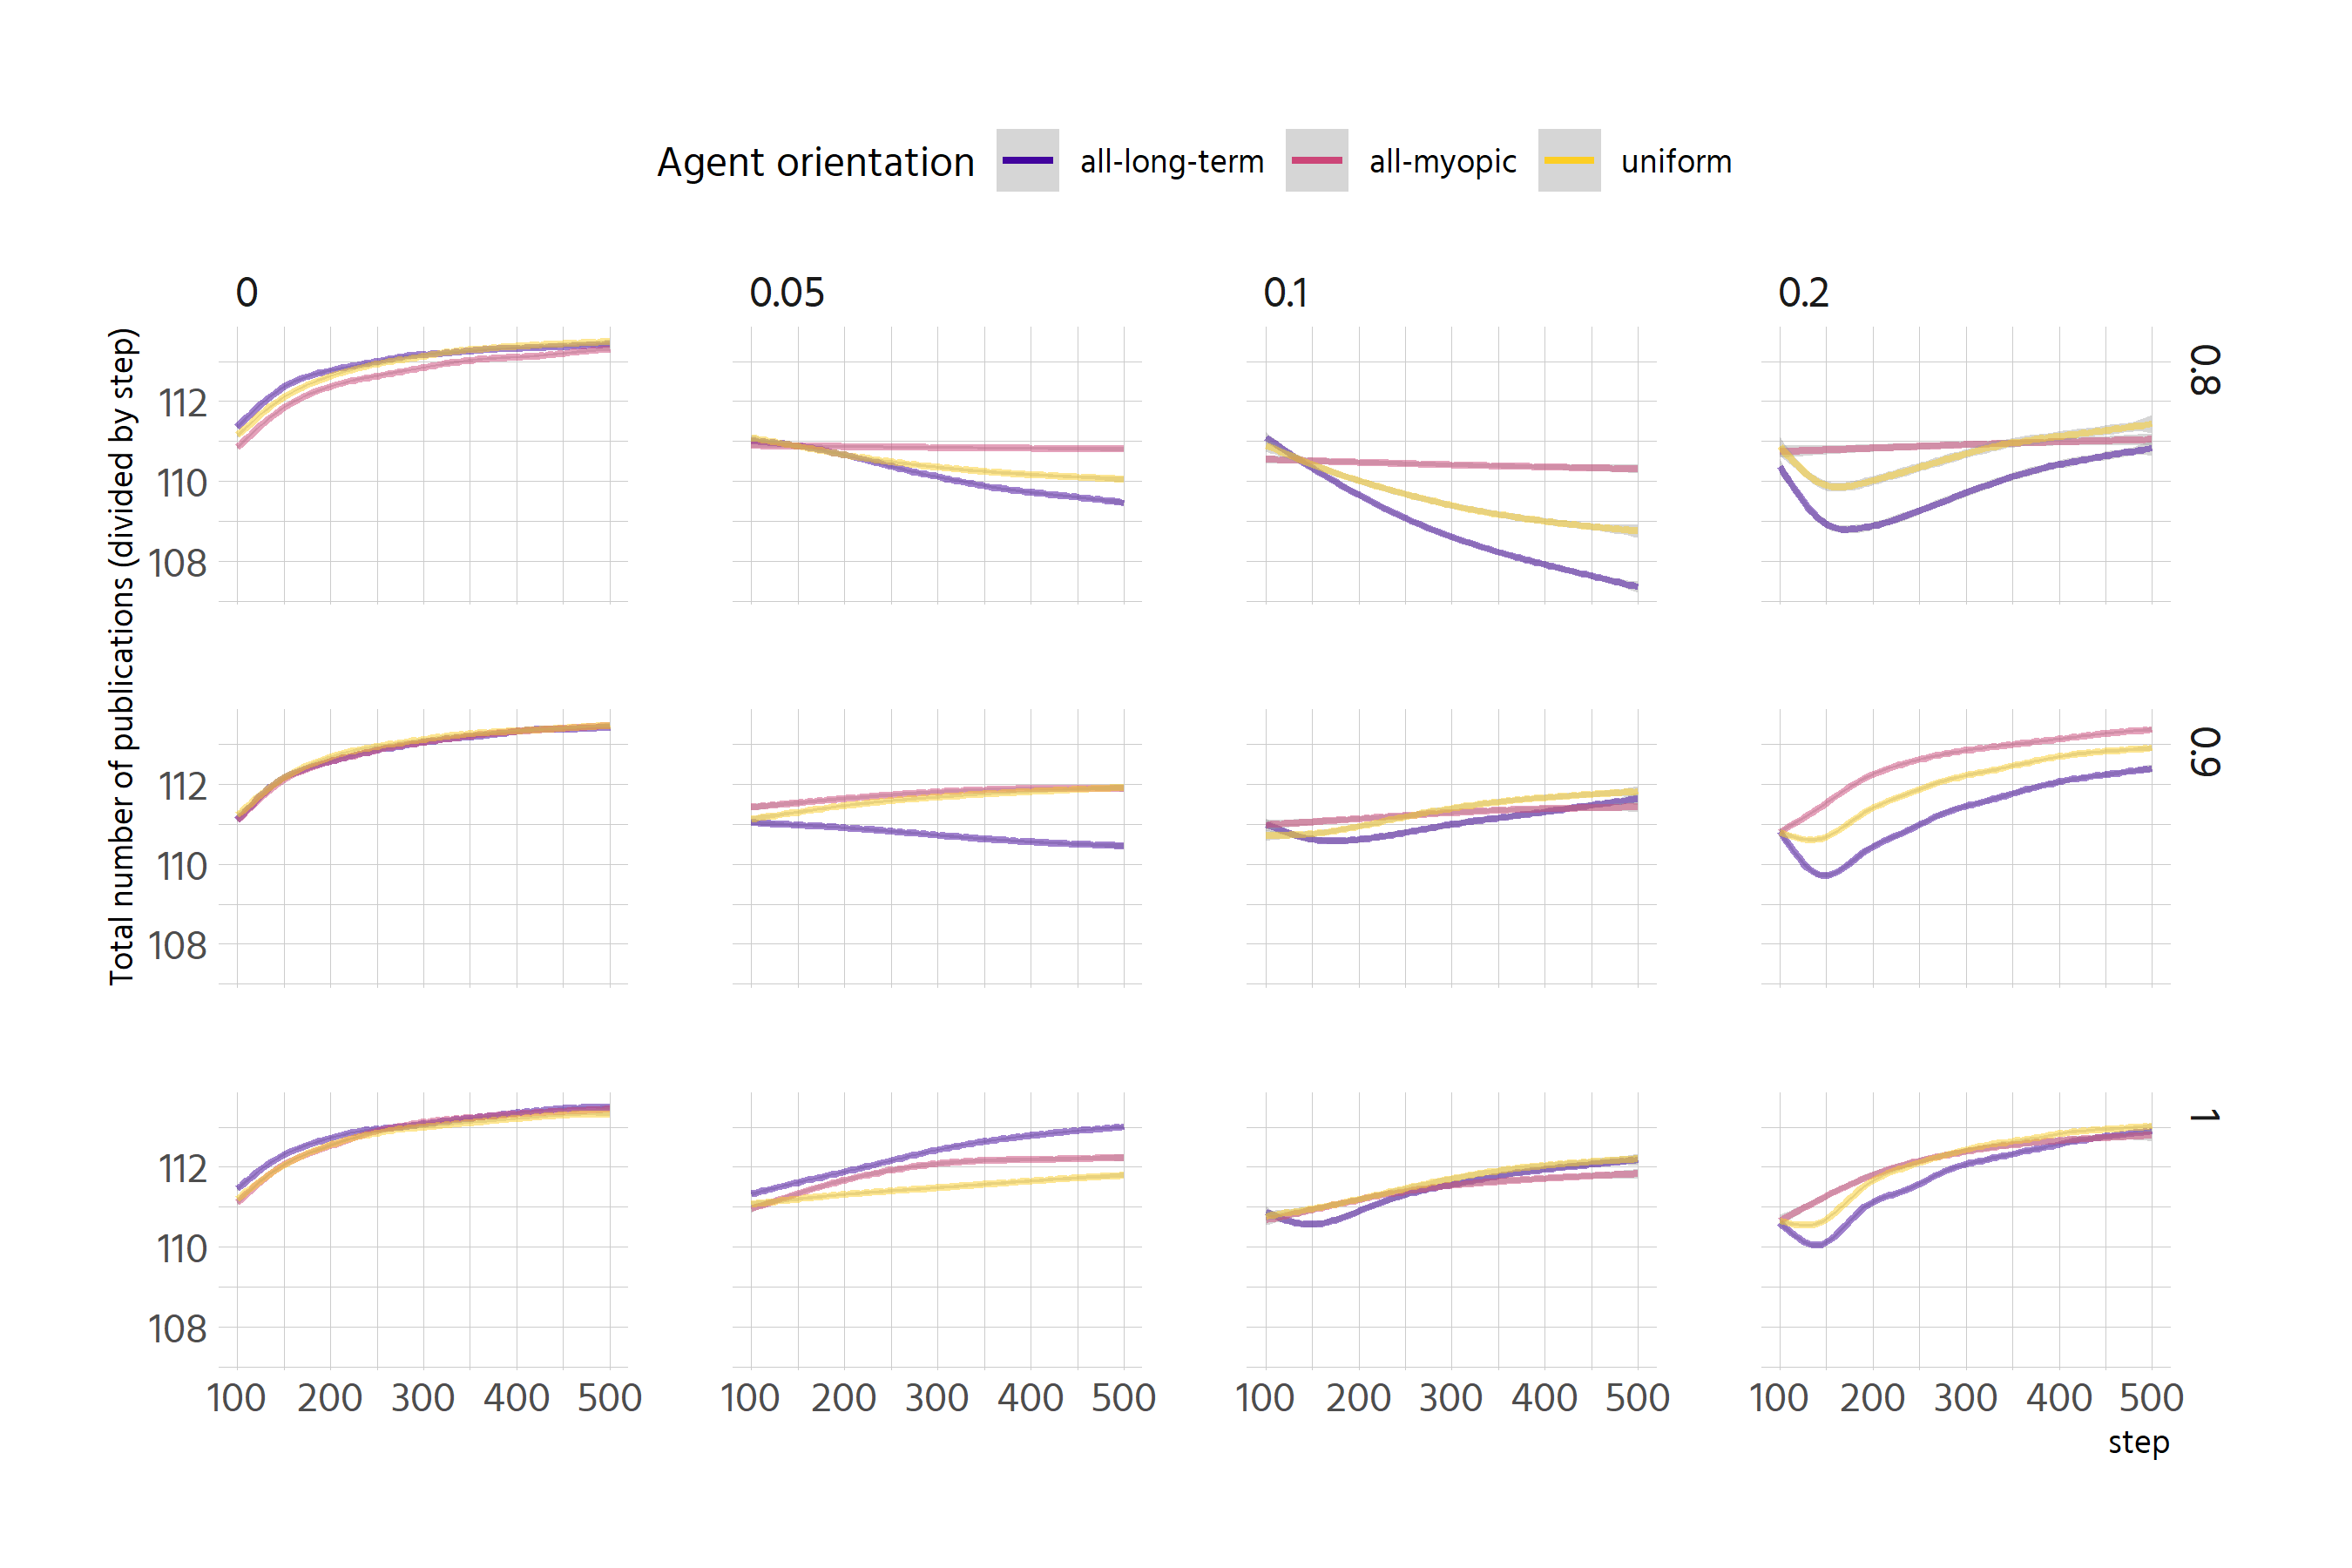 Agent orientation all-long-term all-myopic uniform
0 0.05 0.1 0.2
Total number of publications (divided by step)
112
110
108
0.8
112
110
108
0.9
112
110
108
1
100 200 300 400 500 100 200 300 400 500 100 200 300 400 500 100 200 300 400 500
step